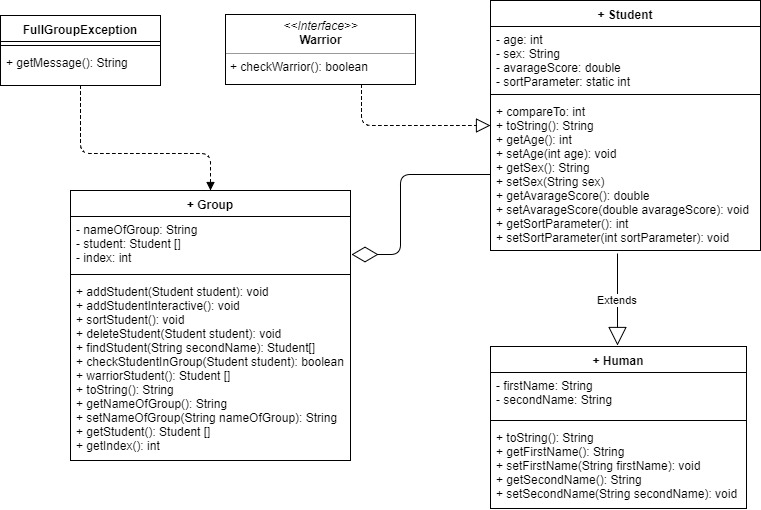 FullGroupException
+ getMessage(): String
<<Interface>>
Warrior
+ checkWarrior(): boolean
+ Student
- age: int
- sex: String
- avarageScore: double
- sortParameter: static int
+ compareTo: int
+ toString(): String
+ getAge(): int
+ setAge(int age): void
+ getSex(): String
+ setSex(String sex)
+ getAvarageScore(): double
+ setAvarageScore(double avarageScore): void
+ getSortParameter(): int
+ setSortParameter(int sortParameter): void
+ Group
- nameOfGroup: String
- student: Student []
- index: int
+ addStudent(Student student): void
+ addStudentInteractive(): void
+ sortStudent(): void
+ deleteStudent(Student student): void
+ findStudent(String secondName): Student[]
+ checkStudentInGroup(Student student): boolean
+ warriorStudent(): Student []
+ toString(): String
+ getNameOfGroup(): String
+ setNameOfGroup(String nameOfGroup): String
+ getStudent(): Student []
+ getIndex(): int
Extends
+ Human
- firstName: String
- secondName: String
+ toString(): String
+ getFirstName(): String
+ setFirstName(String firstName): void
+ getSecondName(): String
+ setSecondName(String secondName): void